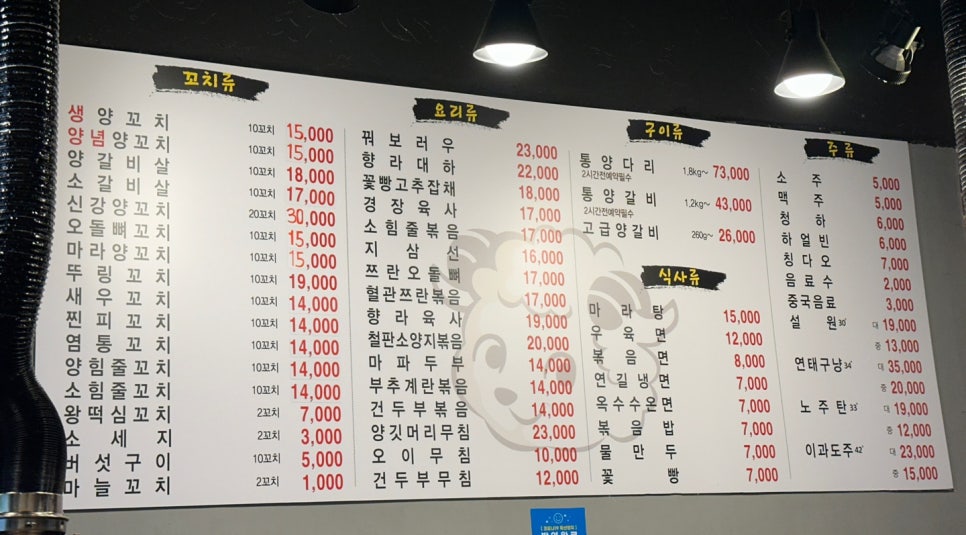 꼬치류
생양꼬치 10꼬치 15,000
양념양꼬치 10꼬치 15,000
양갈비살 10꼬치 18,000
소갈비살 10꼬치 17,000
신강양꼬치 20꼬치 30,000
오돌뼈꼬치 10꼬치 15,000
마라양꼬치 10꼬치 15,000
뚜링꼬치 10꼬치 19,000
새우꼬치 10꼬치 14,000
찐피꼬치 10꼬치 14,000
염통꼬치 10꼬치 14,000
양힘줄꼬치 10꼬치 14,000
소힘줄꼬치 10꼬치 14,000
왕떡심꼬치 2꼬치 7,000
소세지 2꼬치 3,000
버섯구이 10꼬치 5,000
마늘꼬치 2꼬치 1,000
요리류
꿔보러우 23,000
향라대하 22,000
꽃빵고추잡채 18,000
경장육사 17,000
소힘줄볶음 17,000
지삼선 16,000
쯔란오돌뼈 17,000
혈관쯔란볶음 17,000
향라육사 19,000
철판소양지볶음 20,000
마파두부 14,000
부추계란볶음 14,000
건두부볶음 14,000
양깃머리무침 23,000
오이무침 10,000
건두부무침 12,000
구이류
통양다리 1,8kg~ 73,000
2시간전예약필수
통양갈비 1,2kg~ 43,000
2시간전예약필수
고급양갈비 260g~ 26,000
식사류
마라탕 15,000
우육면 12,000
볶음면 8,000
연길냉면 7,000
옥수수온면 7,000
볶음밥 7,000
물만두 7,000
꽃빵 7,000
주류
소주 5,000
맥주 5,000
청하 6,000
하얼빈 6,000
칭다오 7,000
음료수 2,000
중국음료 3,000
설원30˚ 대 19,000
중 13,000
연태구냥34˚ 대 35,000
중 20,000
노주탄33˚ 대 19,000
중 12,000
이과도주42˚ 대 23,000
중 15,000